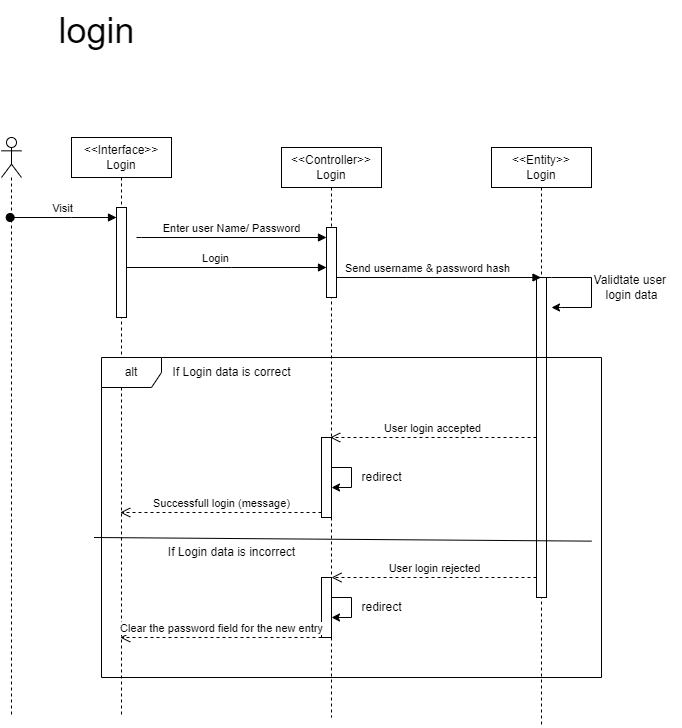 login
<<Interface>>
Login
<<Controller>>
Login
<<Entity>>
Login
Visit
Enter user Name/ Password
Login
Send username & password hash
Validtate user
login data
alt
If Login data is correct
User login accepted
redirect
Successfull login (message)
If Login data is incorrect
User login rejected
redirect
Clear the password field for the new entry